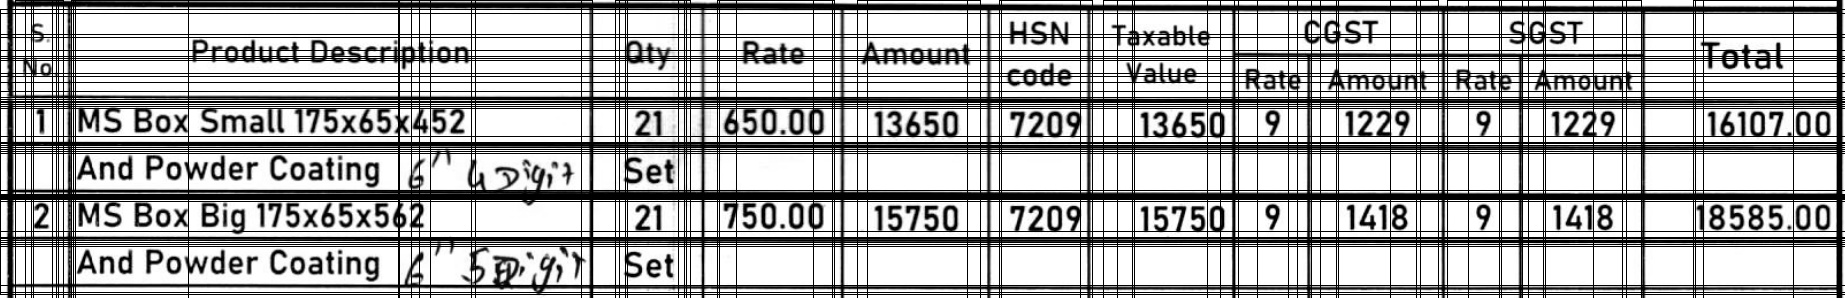 S. No. Product Description Qty Rate Amount HSN code Taxable Value CGST SGST Total
Rate Amount Rate Amount
1 MS Box Small 175x65x452 21 650.00 13650 7209 13650 9 1229 9 1229 16107.00
And Powder Coating 6" 4 Digit Set
2 MS Box Big 175x65x562 21 750.00 15750 7209 15750 9 1418 9 1418 18585.00
And Powder Coating 6" 5 Digit Set